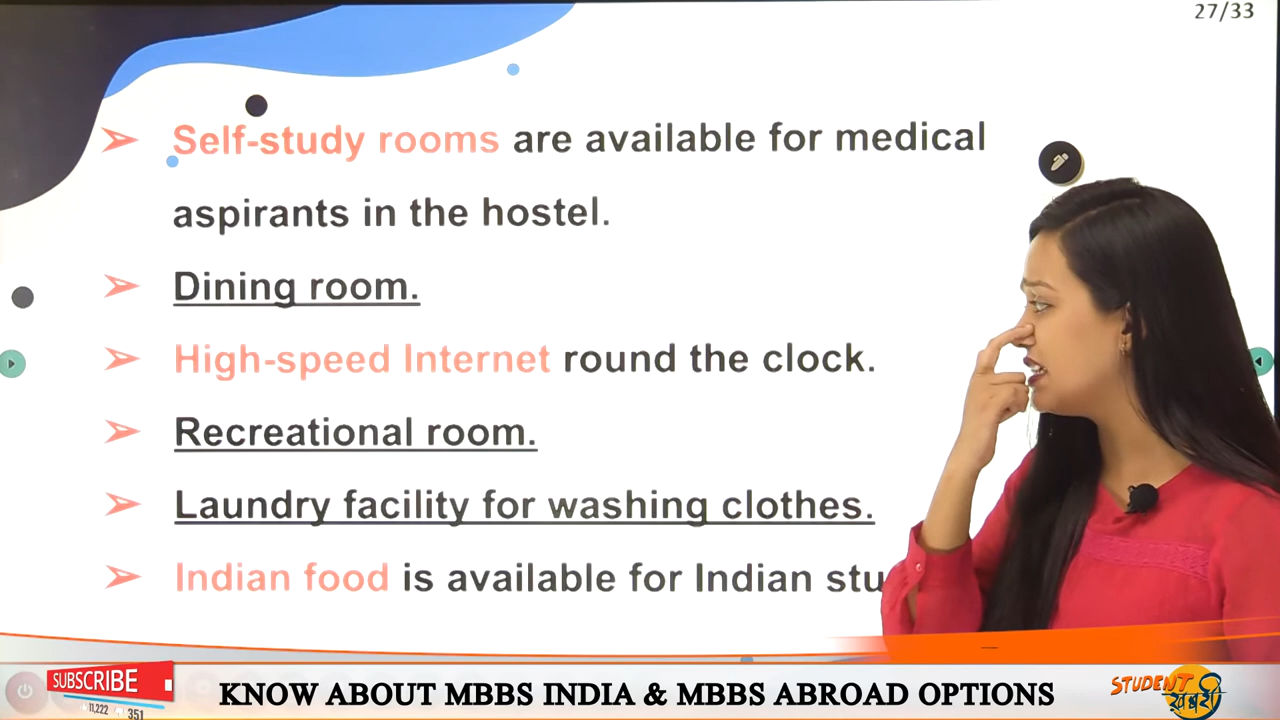 27/33
Self-study rooms are available for medical
aspirants in the hostel.
Dining room.
High-speed Internet round the clock.
Recreational room.
Laundry facility for washing clothes.
Indian food is available for Indian stu
SUBSCRIBE
11,222 351
KNOW ABOUT MBBS INDIA & MBBS ABROAD OPTIONS
STUDENT
खबरी